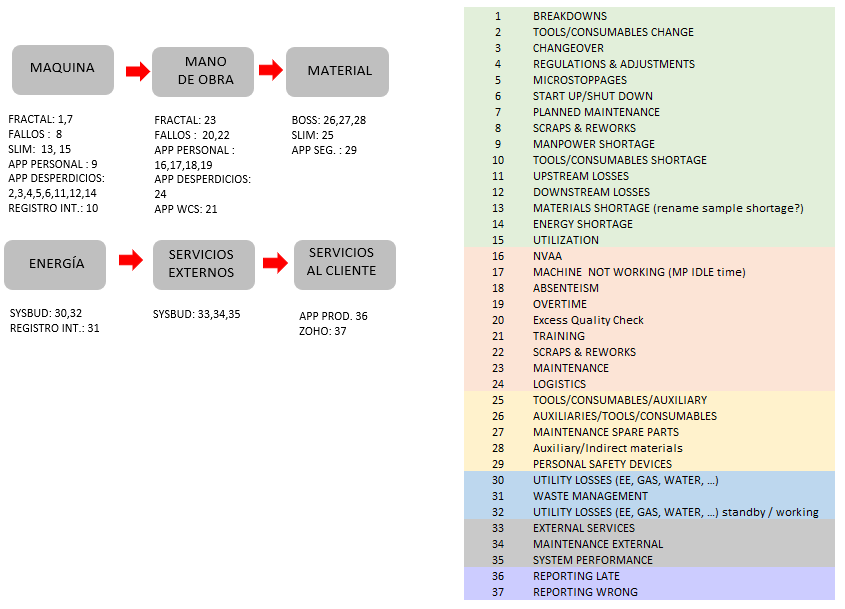 MAQUINA
MANO
DE OBRA
MATERIAL
FRACTAL: 1,7
FALLOS : 8
SLIM: 13, 15
APP PERSONAL : 9
APP DESPERDICIOS:
2,3,4,5,6,11,12,14
REGISTRO INT.: 10
FRACTAL: 23
FALLOS : 20,22
APP PERSONAL :
16,17,18,19
APP DESPERDICIOS:
24
APP WCS: 21
BOSS: 26,27,28
SLIM: 25
APP SEG. : 29
ENERGÍA
SERVICIOS
EXTERNOS
SERVICIOS
AL CLIENTE
SYSBUD: 30,32
REGISTRO INT.: 31
SYSBUD: 33,34,35
APP PROD. 36
ZOHO: 37
1 BREAKDOWNS
2 TOOLS/CONSUMABLES CHANGE
3 CHANGEOVER
4 REGULATIONS & ADJUSTMENTS
5 MICROSTOPPAGES
6 START UP/SHUT DOWN
7 PLANNED MAINTENANCE
8 SCRAPS & REWORKS
9 MANPOWER SHORTAGE
10 TOOLS/CONSUMABLES SHORTAGE
11 UPSTREAM LOSSES
12 DOWNSTREAM LOSSES
13 MATERIALS SHORTAGE (rename sample shortage?)
14 ENERGY SHORTAGE
15 UTILIZATION
16 NVAA
17 MACHINE NOT WORKING (MP IDLE time)
18 ABSENTEISM
19 OVERTIME
20 Excess Quality Check
21 TRAINING
22 SCRAPS & REWORKS
23 MAINTENANCE
24 LOGISTICS
25 TOOLS/CONSUMABLES/AUXILIARY
26 AUXILIARIES/TOOLS/CONSUMABLES
27 MAINTENANCE SPARE PARTS
28 Auxiliary/Indirect materials
29 PERSONAL SAFETY DEVICES
30 UTILITY LOSSES (EE, GAS, WATER, …)
31 WASTE MANAGEMENT
32 UTILITY LOSSES (EE, GAS, WATER, …) standby / working
33 EXTERNAL SERVICES
34 MAINTENANCE EXTERNAL
35 SYSTEM PERFORMANCE
36 REPORTING LATE
37 REPORTING WRONG